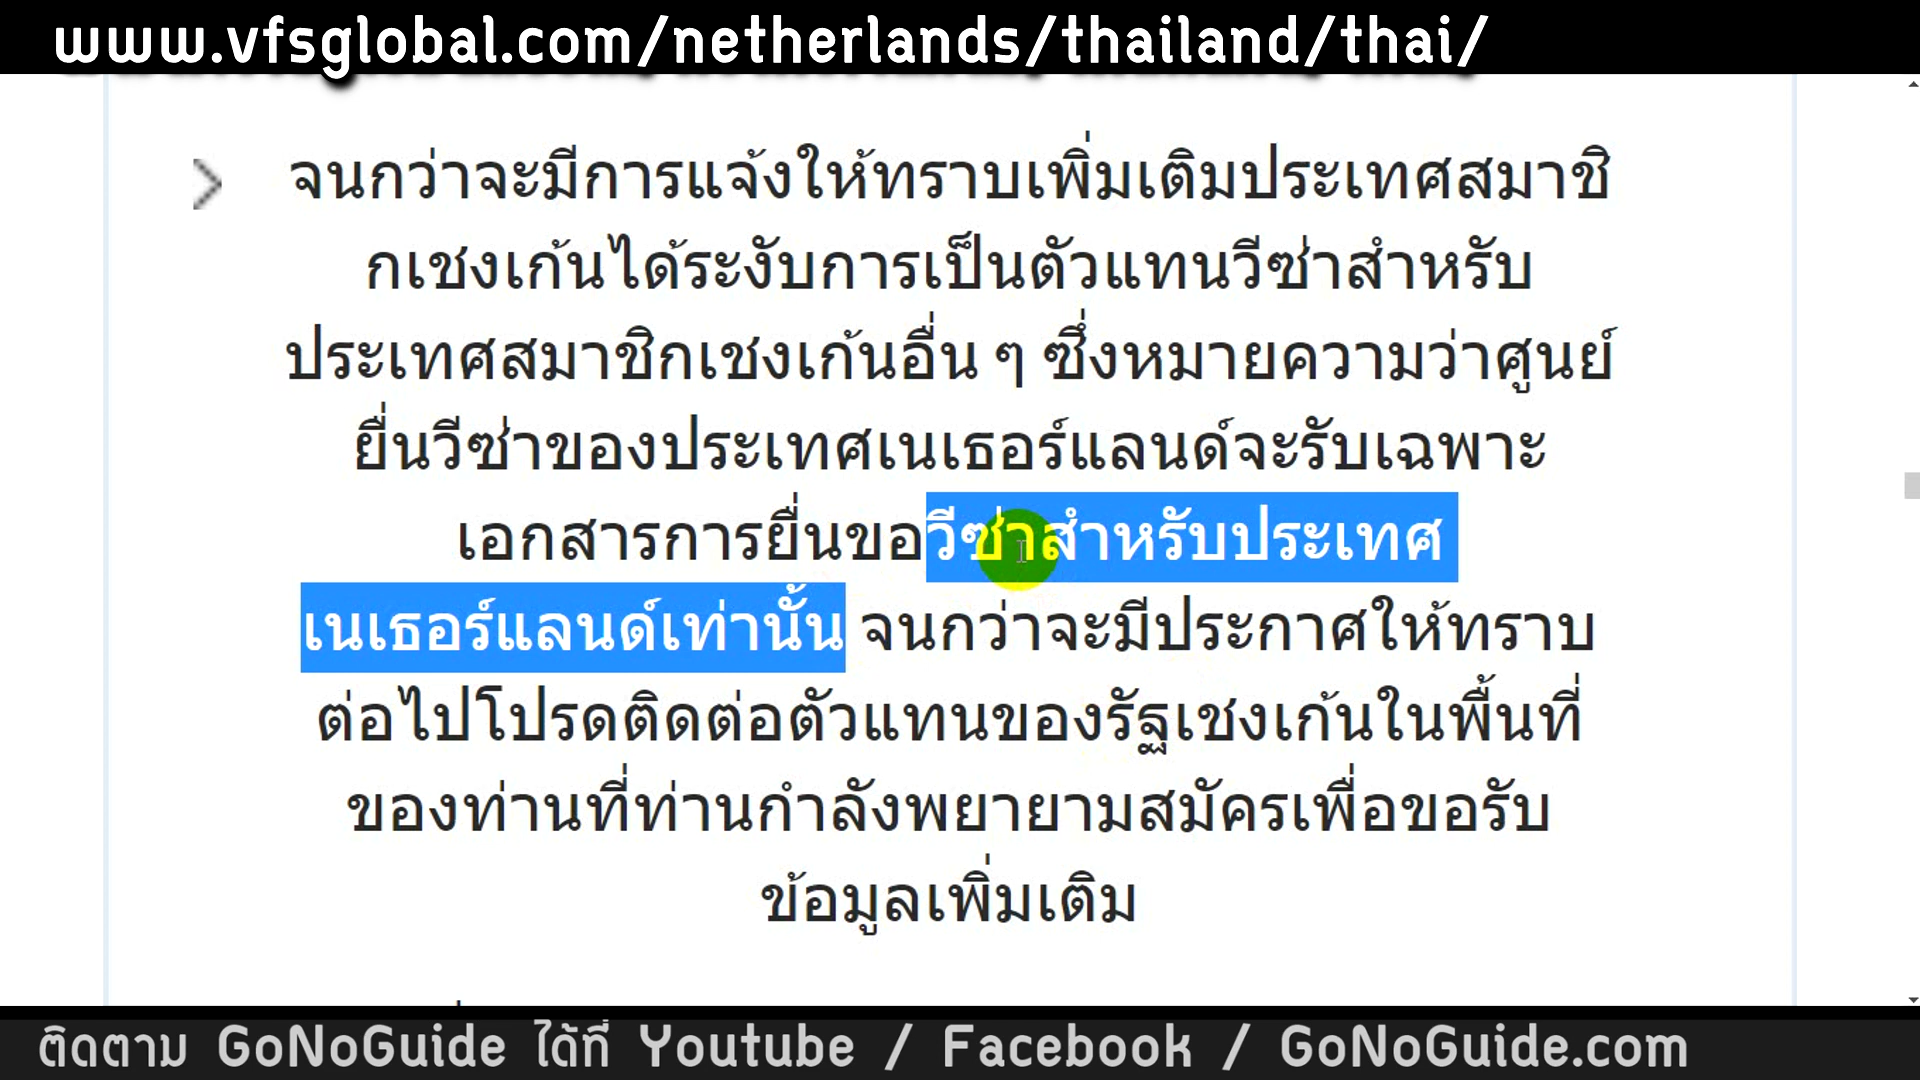 www.vfsglobal.com/netherlands/thailand/thai/
จนกว่าจะมีการแจ้งให้ทราบเพิ่มเติมประเทศสมาชิ
กเชงเก้นได้ระงับการเป็นตัวแทนวีซ่าสำหรับ
ประเทศสมาชิกเชงเก้นอื่น ๆ ซึ่งหมายความว่าศูนย์
ยื่นวีซ่าของประเทศเนเธอร์แลนด์จะรับเฉพาะ
เอกสารการยื่นขอวีซ่าสำหรับประเทศ
เนเธอร์แลนด์เท่านั้น จนกว่าจะมีประกาศให้ทราบ
ต่อไปโปรดติดต่อตัวแทนของรัฐเชงเก้นในพื้นที่
ของท่านที่ท่านกำลังพยายามสมัครเพื่อขอรับ
ข้อมูลเพิ่มเติม
ติดตาม GoNoGuide ได้ที่ Youtube / Facebook / GoNoGuide.com